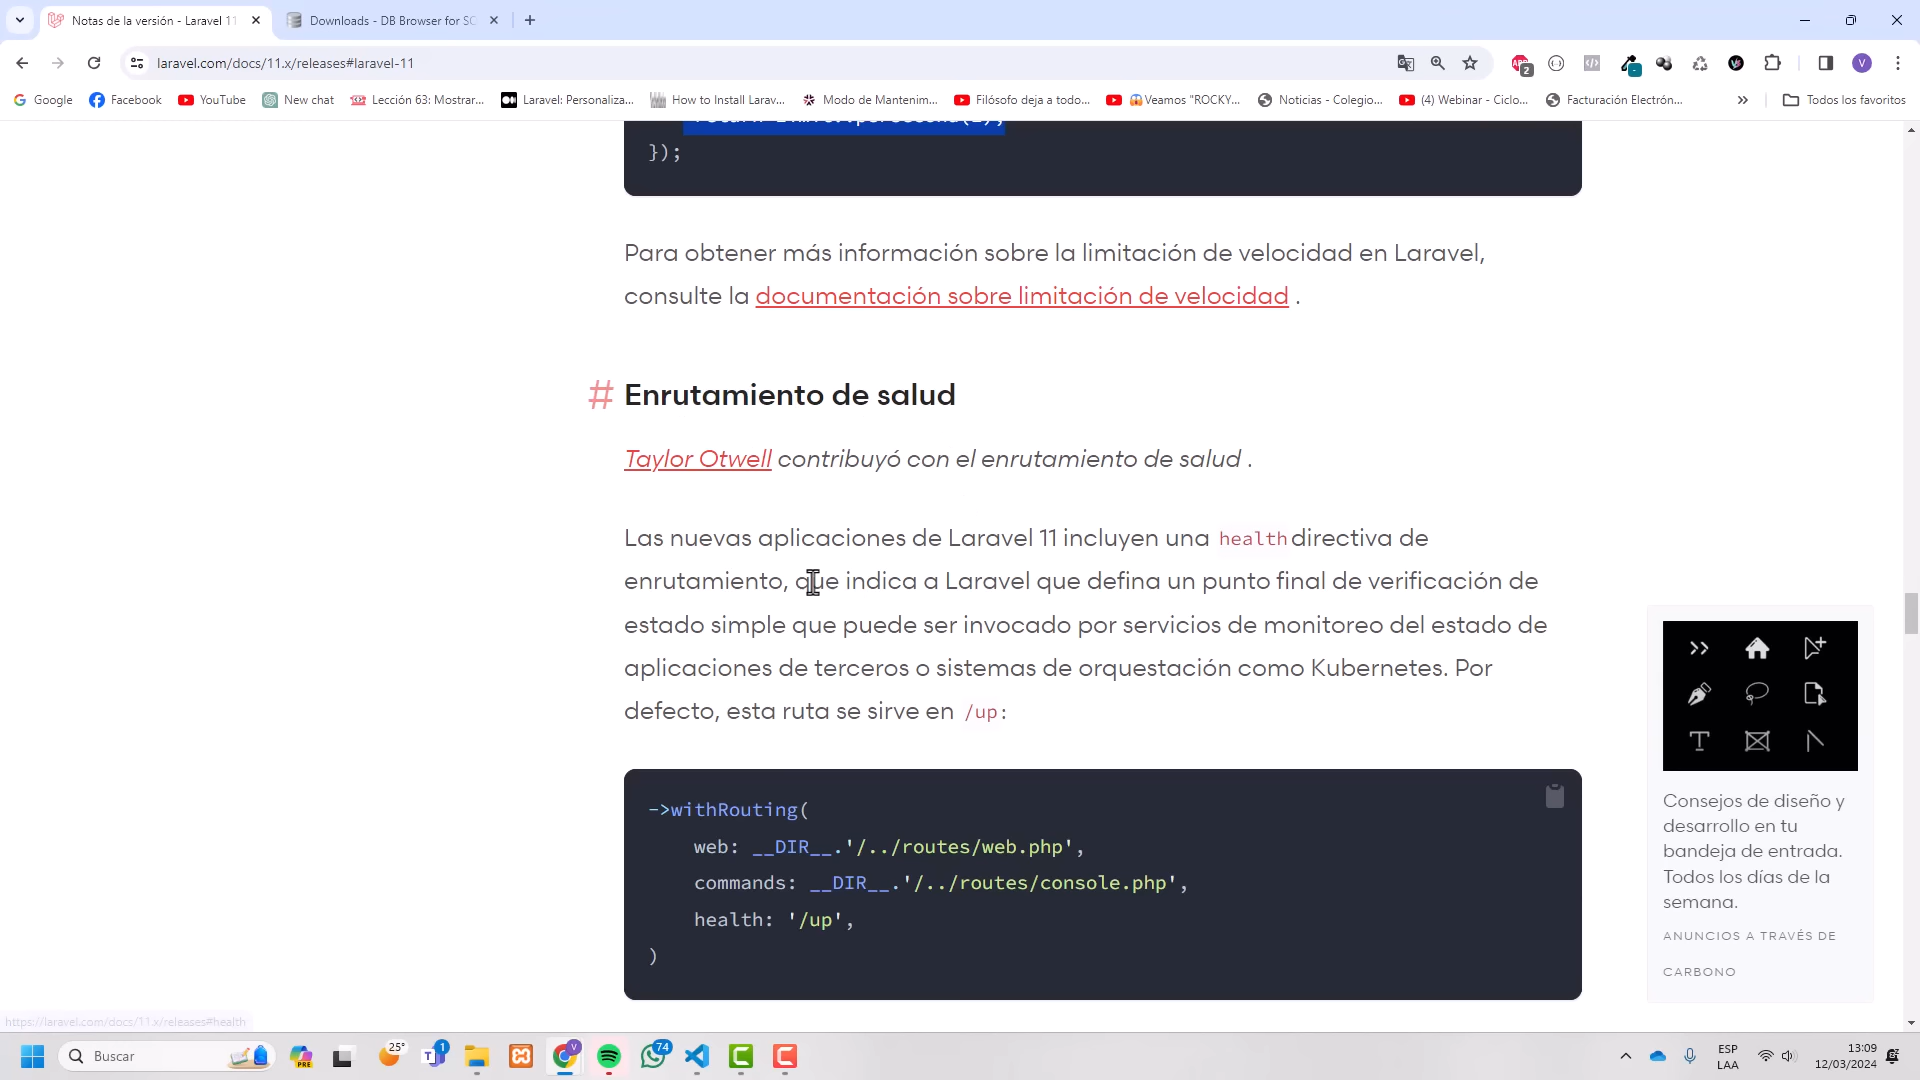 Notas de la versión - Laravel 11
Downloads - DB Browser for SQ
laravel.com/docs/11.x/releases#laravel-11
2
V
Google
Facebook
YouTube
New chat
Lección 63: Mostrar...
Laravel: Personaliza...
How to Install Larav...
Modo de Mantenim...
Filósofo deja a todo...
😱Veamos "ROCKY...
Noticias - Colegio...
(4) Webinar - Ciclo...
Facturación Electrón...
Todos los favoritos
});
Para obtener más información sobre la limitación de velocidad en Laravel,
consulte la documentación sobre limitación de velocidad .
# Enrutamiento de salud
Taylor Otwell contribuyó con el enrutamiento de salud .
Las nuevas aplicaciones de Laravel 11 incluyen una health directiva de
enrutamiento, que indica a Laravel que defina un punto final de verificación de
estado simple que puede ser invocado por servicios de monitoreo del estado de
aplicaciones de terceros o sistemas de orquestación como Kubernetes. Por
defecto, esta ruta se sirve en /up:
->withRouting(
web: __DIR__.'/../routes/web.php',
commands: __DIR__.'/../routes/console.php',
health: '/up',
)
Consejos de diseño y
desarrollo en tu
bandeja de entrada.
Todos los días de la
semana.
ANUNCIOS A TRAVÉS DE
CARBONO
https://laravel.com/docs/11.x/releases#health
Buscar
PRE
25°
1
V
74
ESP
LAA
13:09
12/03/2024